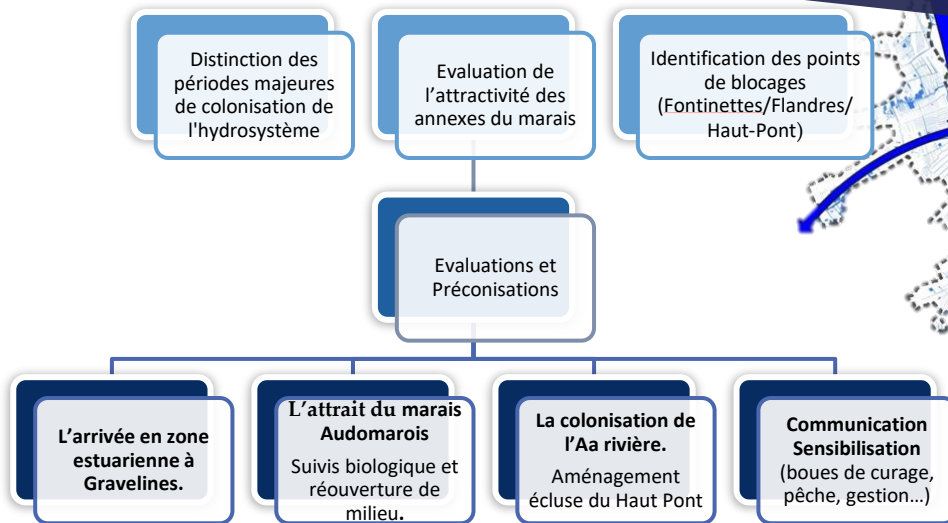 Distinction des
périodes majeures
de colonisation de
l'hydrosystème
Evaluation de
l’attractivité des
annexes du marais
Identification des points
de blocages
(Fontinettes/Flandres/
Haut-Pont)
Evaluations et
Préconisations
L’arrivée en zone
estuarienne à
Gravelines.
L’attrait du marais
Audomarois
Suivis biologique et
réouverture de
milieu.
La colonisation de
l’Aa rivière.
Aménagement
écluse du Haut Pont
Communication
Sensibilisation
(boues de curage,
pêche, gestion…)